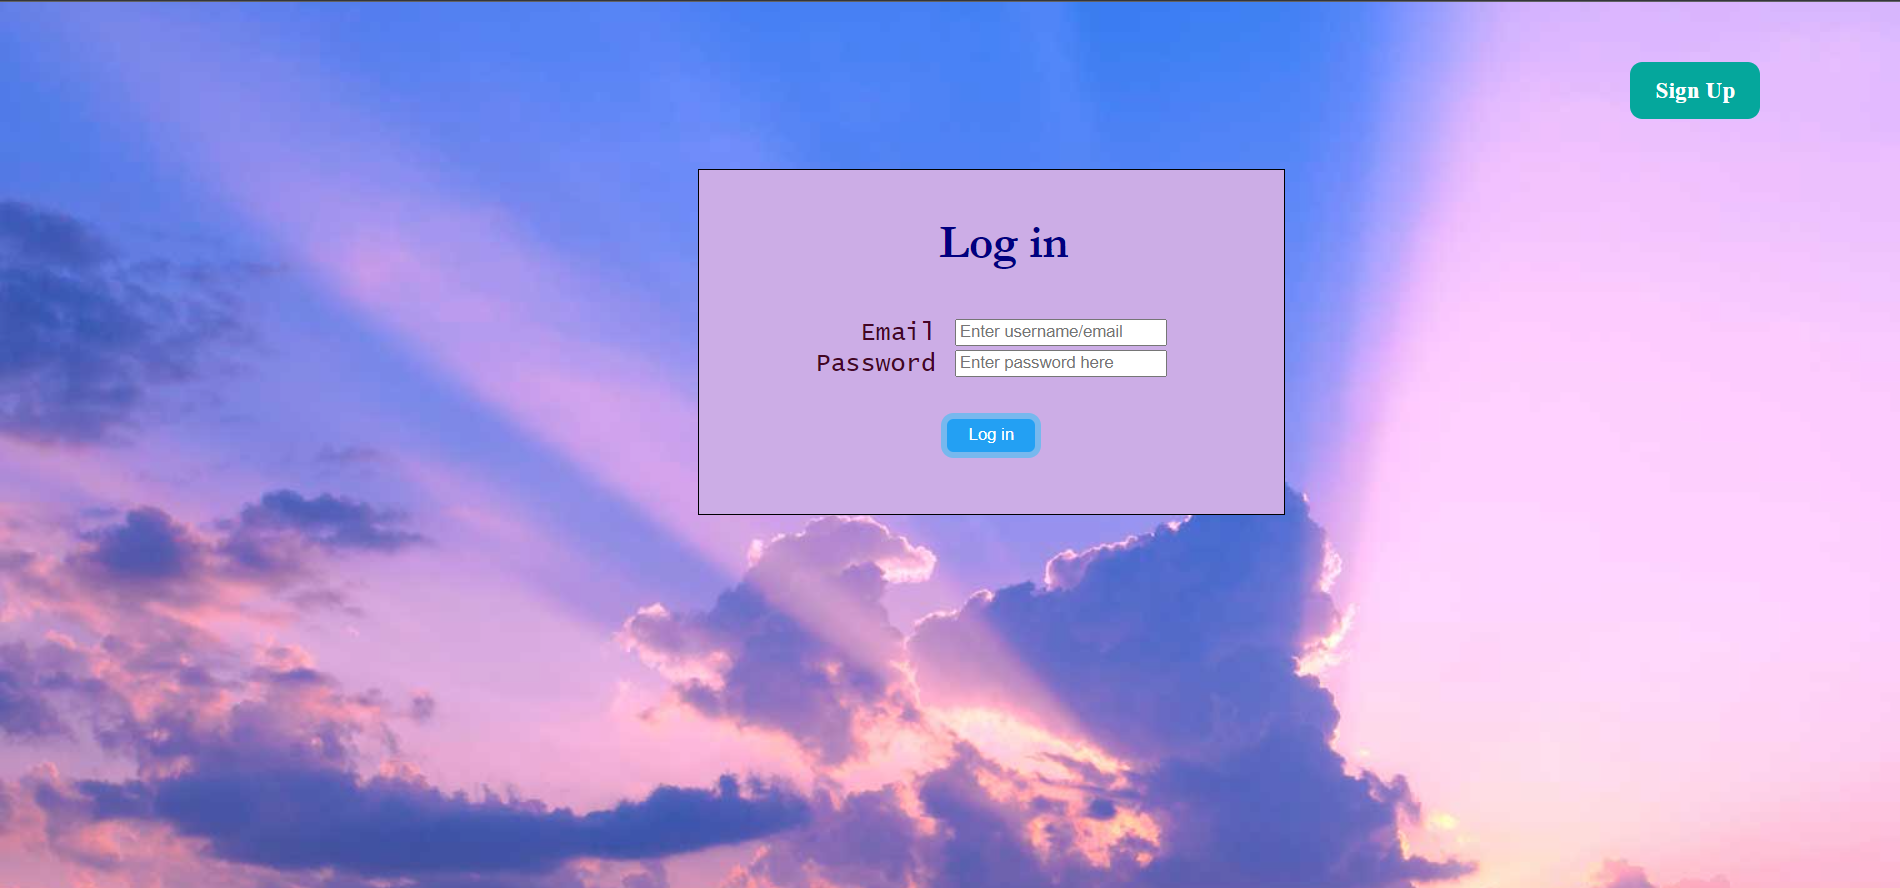 Sign Up
Log in
Email Enter username/email
Password Enter password here
Log in